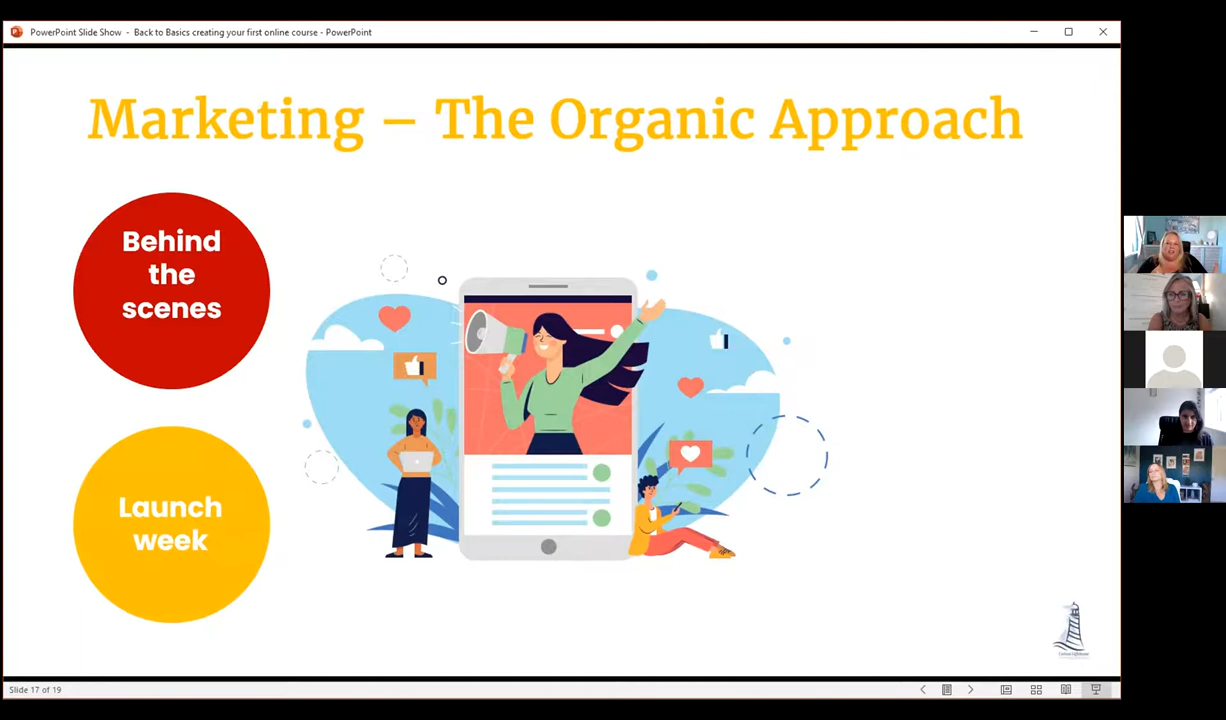 PowerPoint Slide Show - Back to Basics creating your first online course - PowerPoint
Marketing – The Organic Approach
Behind
the
scenes
Launch
week
Slide 17 of 19